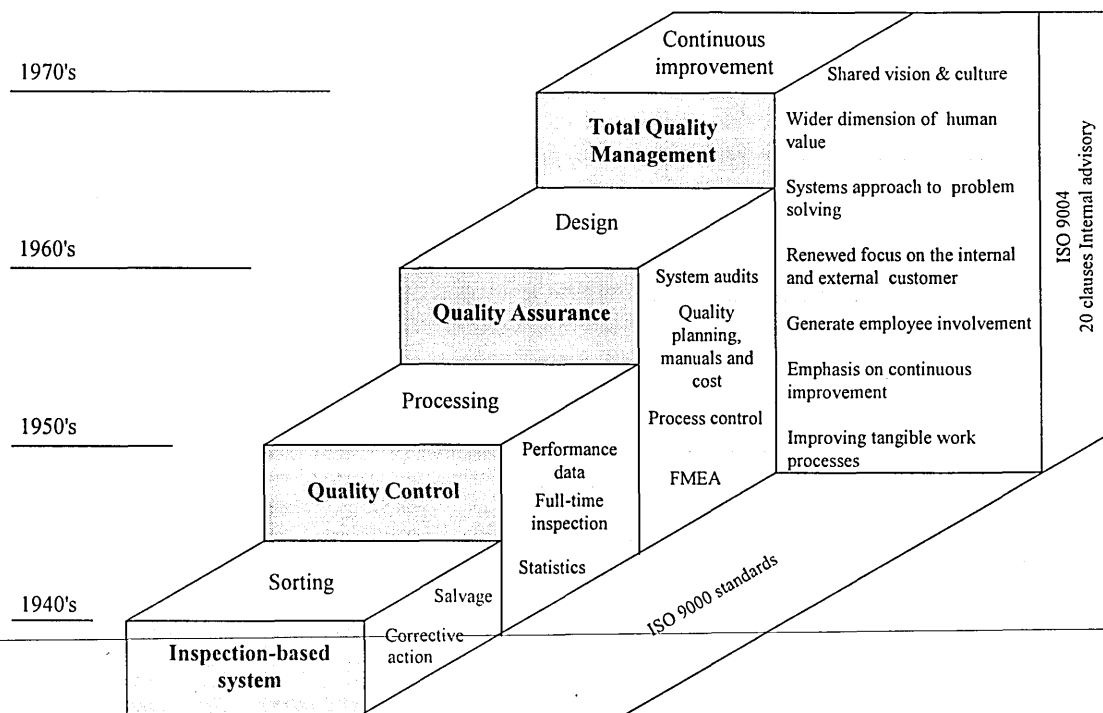 1970's
Continuous
improvement
Total Quality
Management
Shared vision & culture
Wider dimension of human
value
Systems approach to problem
solving
Renewed focus on the internal
and external customer
Generate employee involvement
Emphasis on continuous
improvement
Improving tangible work
processes
ISO 9004
20 clauses Internal advisory
1960's
Design
Quality Assurance
System audits
Quality
planning,
manuals and
cost
Process control
FMEA
1950's
Processing
Quality Control
Performance
data
Full-time
inspection
Statistics
1940's
Sorting
Inspection-based
system
Salvage
Corrective
action
ISO 9000 standards